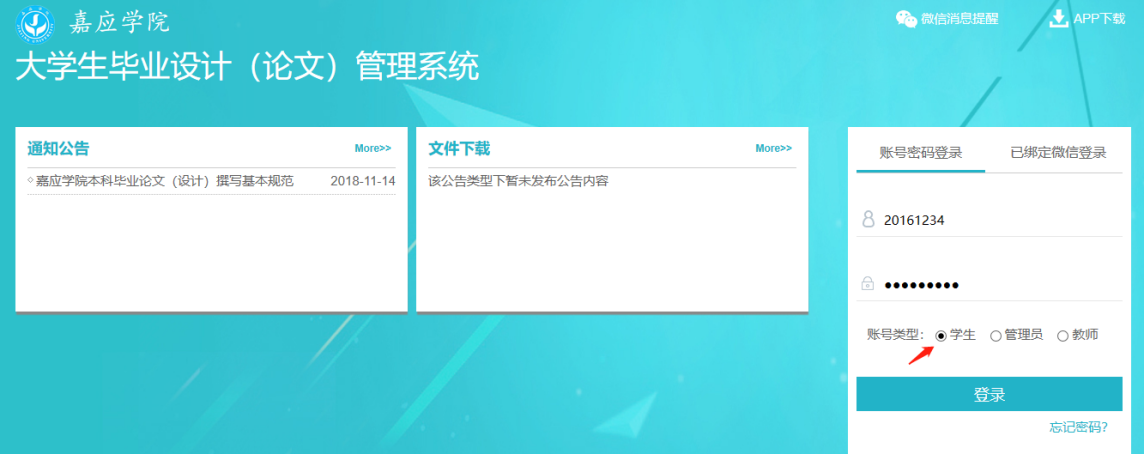 嘉应学院
微信消息提醒
APP下载
大学生毕业设计（论文）管理系统
通知公告
More>>
嘉应学院本科毕业论文（设计）撰写基本规范 2018-11-14
文件下载
More>>
该公告类型下暂未发布公告内容
账号密码登录 已绑定微信登录
20161234
●●●●●●●●●
账号类型: 学生 管理员 教师
登录
忘记密码?